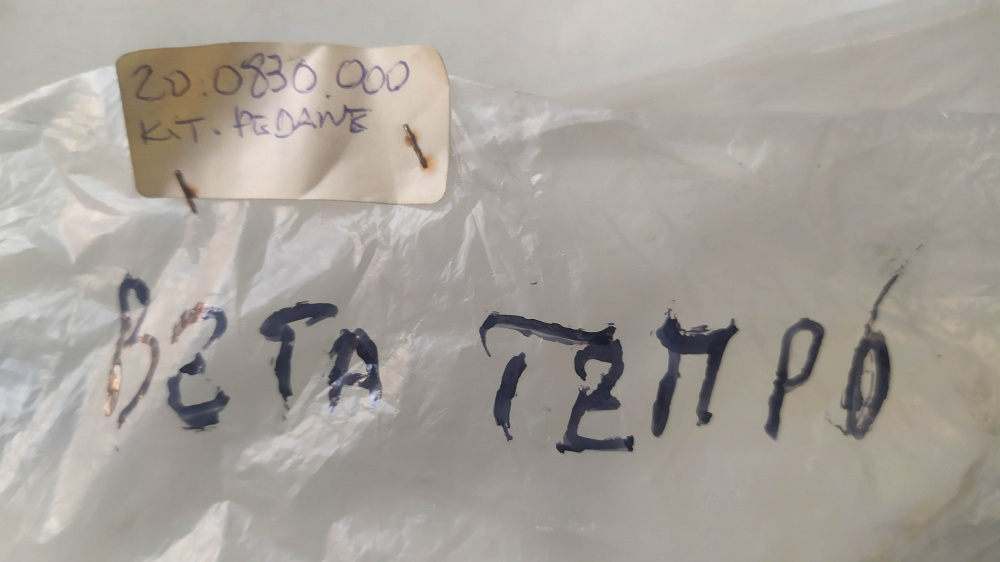 20.0830.000
KIT. PEDANE
BETA TEMPO